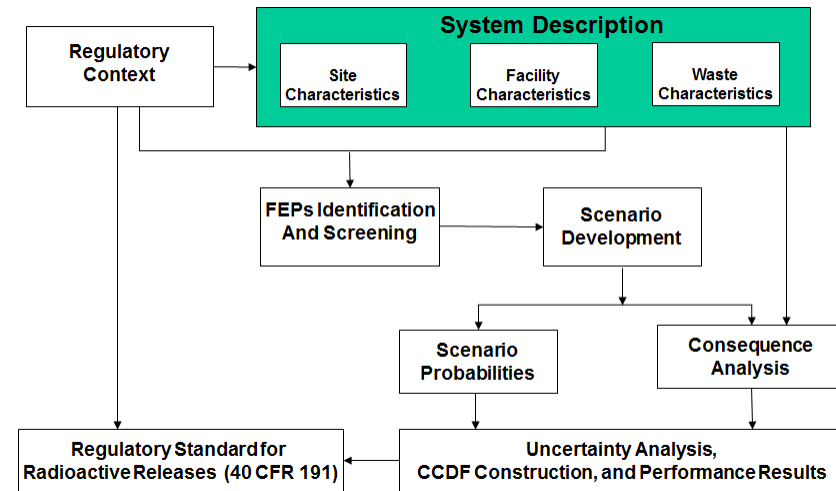 System Description
Regulatory
Context
Site
Characteristics
Facility
Characteristics
Waste
Characteristics
FEPs Identification
And Screening
Scenario
Development
Scenario
Probabilities
Consequence
Analysis
Regulatory Standard for
Radioactive Releases (40 CFR 191)
Uncertainty Analysis,
CCDF Construction, and Performance Results